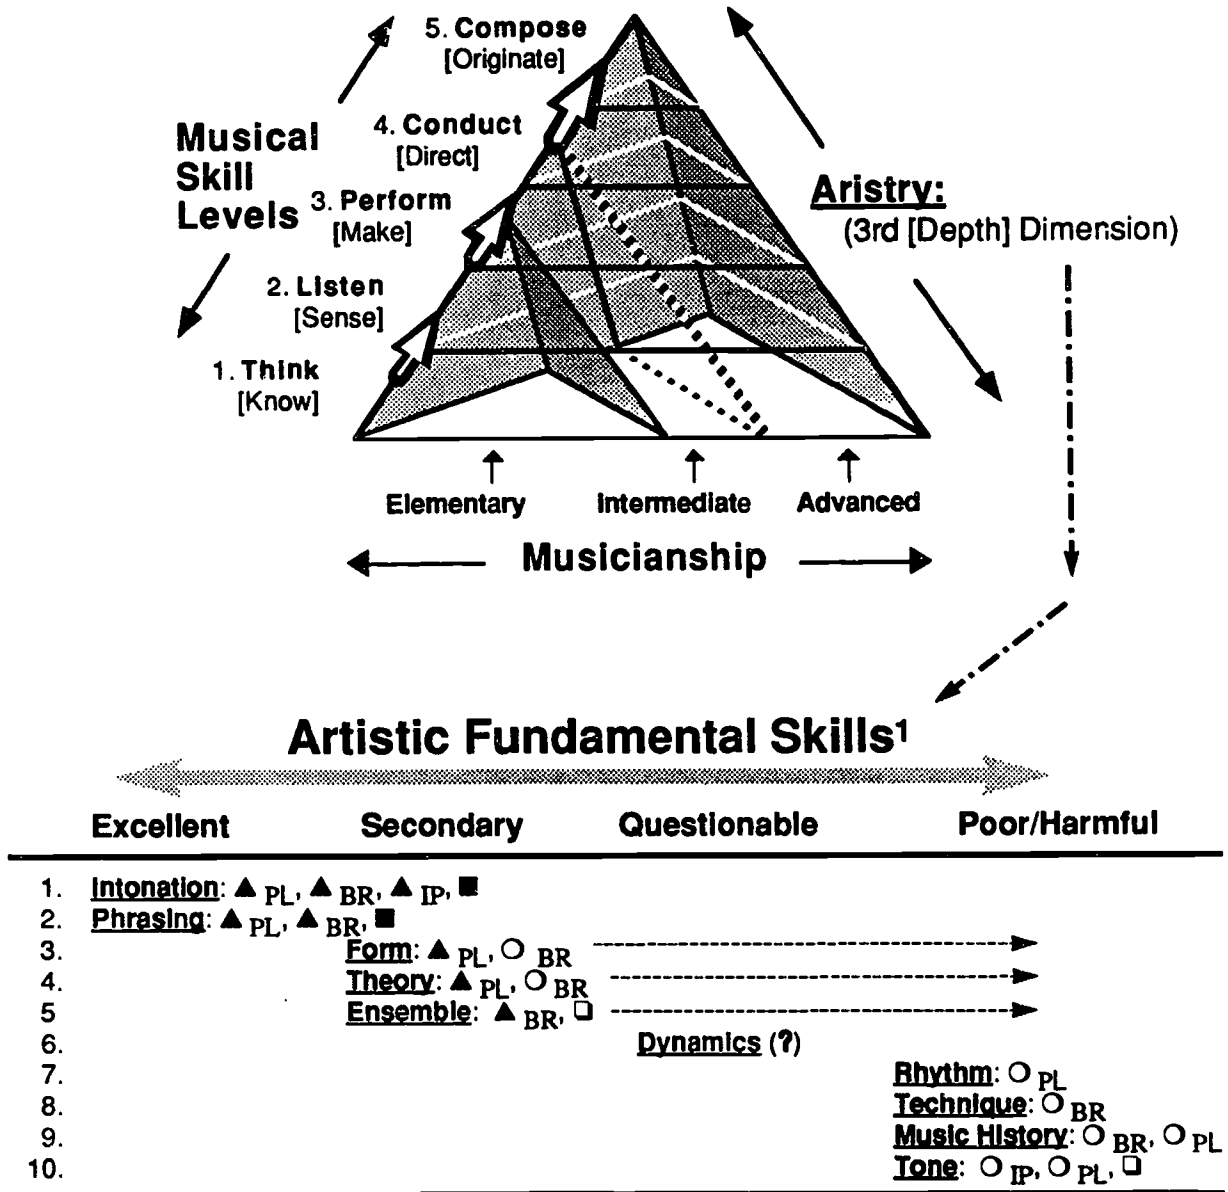 5. Compose
[Originate]
4. Conduct
[Direct]
Musical
Skill
Levels
3. Perform
[Make]
2. Listen
[Sense]
1. Think
[Know]
Aristry:
(3rd [Depth] Dimension)
Elementary
Intermediate
Advanced
Musicianship
Artistic Fundamental Skills¹
Excellent Secondary Questionable Poor/Harmful
1. Intonation: ▲ PL, ▲ BR, ▲ IP, ■
2. Phrasing: ▲ PL, ▲ BR, ■
3. Form: ▲ PL, ❍ BR
4. Theory: ▲ PL, ❍ BR
5 Ensemble: ▲ BR, ❑
6. Dynamics (?)
7. Rhythm: ❍ PL
8. Technique: ❍ BR
9. Music History: ❍ BR, ❍ PL
10. Tone: ❍ IP, ❍ PL, ❑